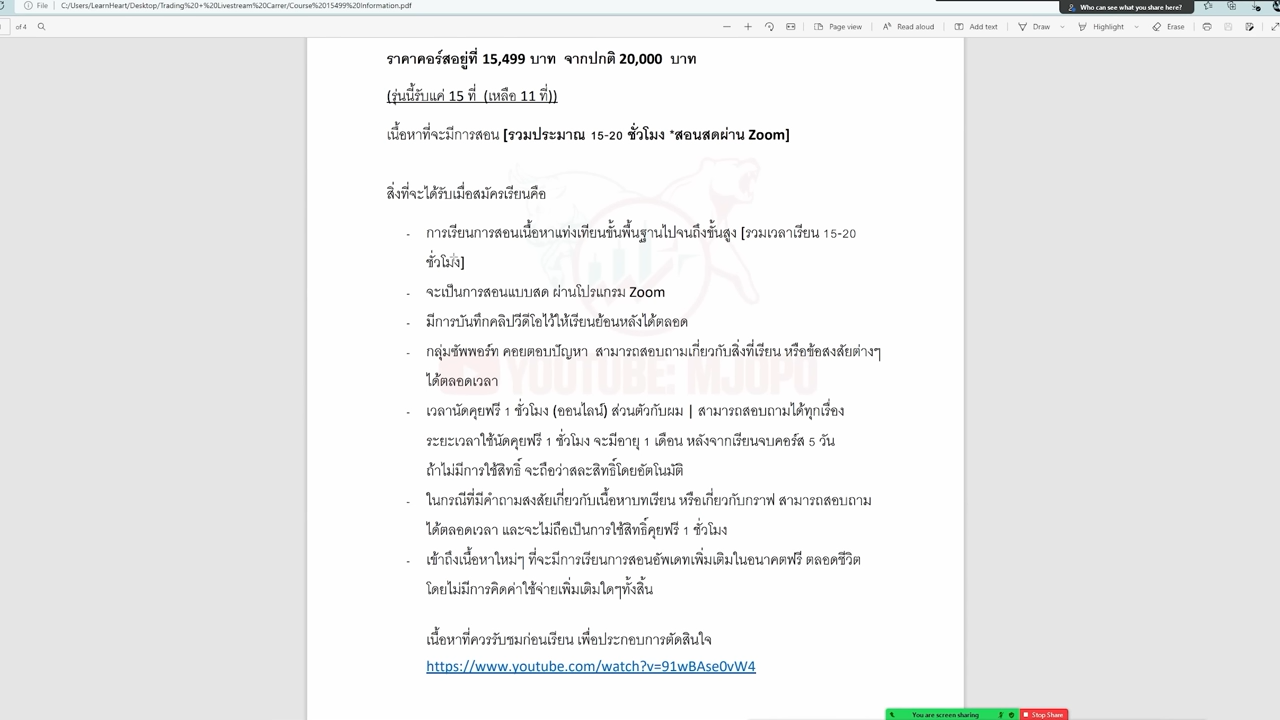 File | C:/Users/LearnHeart/Desktop/Trading%20+%20Livestream%20Carrer/Course%2015499%20Information.pdf
Who can see what you share here?
of 4
Page view | Read aloud | Add text | Draw | Highlight | Erase
ราคาคอร์สอยู่ที่ 15,499 บาท จากปกติ 20,000 บาท
(รุ่นนี้รับแค่ 15 ที่ (เหลือ 11 ที่))
เนื้อหาที่จะมีการสอน [รวมประมาณ 15-20 ชั่วโมง *สอนสดผ่าน Zoom]
สิ่งที่จะได้รับเมื่อสมัครเรียนคือ
- การเรียนการสอนเนื้อหาแท่งเทียนขั้นพื้นฐานไปจนถึงขั้นสูง [รวมเวลาเรียน 15-20
ชั่วโมง]
- จะเป็นการสอนแบบสด ผ่านโปรแกรม Zoom
- มีการบันทึกคลิปวีดีโอไว้ให้เรียนย้อนหลังได้ตลอด
- กลุ่มซัพพอร์ท คอยตอบปัญหา สามารถสอบถามเกี่ยวกับสิ่งที่เรียน หรือข้อสงสัยต่างๆ
ได้ตลอดเวลา
YOUTUBE: MJOPU
- เวลานัดคุยฟรี 1 ชั่วโมง (ออนไลน์) ส่วนตัวกับผม | สามารถสอบถามได้ทุกเรื่อง
ระยะเวลาใช้นัดคุยฟรี 1 ชั่วโมง จะมีอายุ 1 เดือน หลังจากเรียนจบคอร์ส 5 วัน
ถ้าไม่มีการใช้สิทธิ์ จะถือว่าสละสิทธิ์โดยอัตโนมัติ
- ในกรณีที่มีคำถามสงสัยเกี่ยวกับเนื้อหาบทเรียน หรือเกี่ยวกับกราฟ สามารถสอบถาม
ได้ตลอดเวลา และจะไม่ถือเป็นการใช้สิทธิ์คุยฟรี 1 ชั่วโมง
- เข้าถึงเนื้อหาใหม่ๆ ที่จะมีการเรียนการสอนอัพเดทเพิ่มเติมในอนาคตฟรี ตลอดชีวิต
โดยไม่มีการคิดค่าใช้จ่ายเพิ่มเติมใดๆทั้งสิ้น
เนื้อหาที่ควรรับชมก่อนเรียน เพื่อประกอบการตัดสินใจ
https://www.youtube.com/watch?v=91wBAse0vW4
You are screen sharing
Stop Share